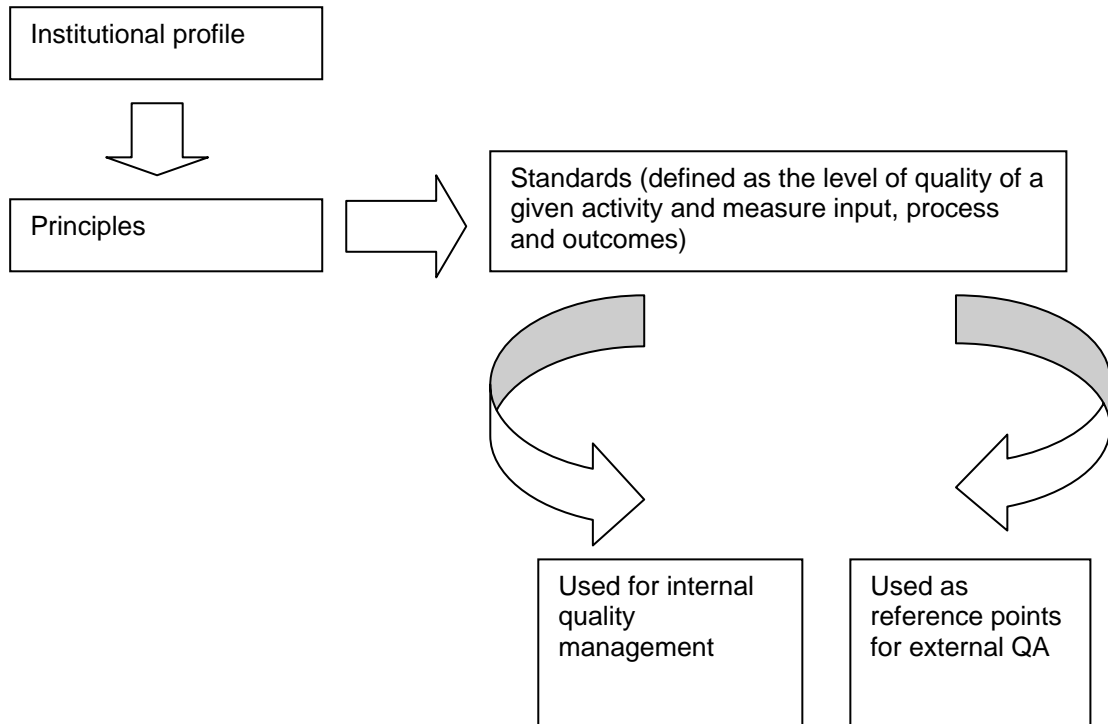 Institutional profile
Principles
Standards (defined as the level of quality of a
given activity and measure input, process
and outcomes)
Used for internal
quality
management
Used as
reference points
for external QA